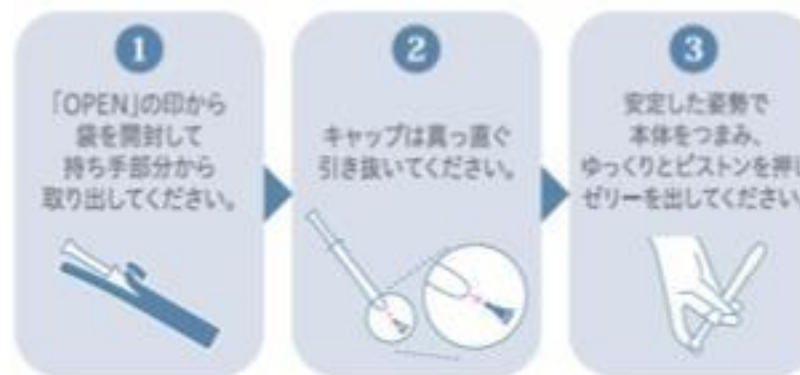 1
「OPEN」の印から
袋を開封して
持ち手部分から
取り出してください。
2
キャップは真っ直ぐ
引き抜いてください。
3
安定した姿勢で
本体をつまみ、
ゆっくりとピストンを押し
ゼリーを出してください